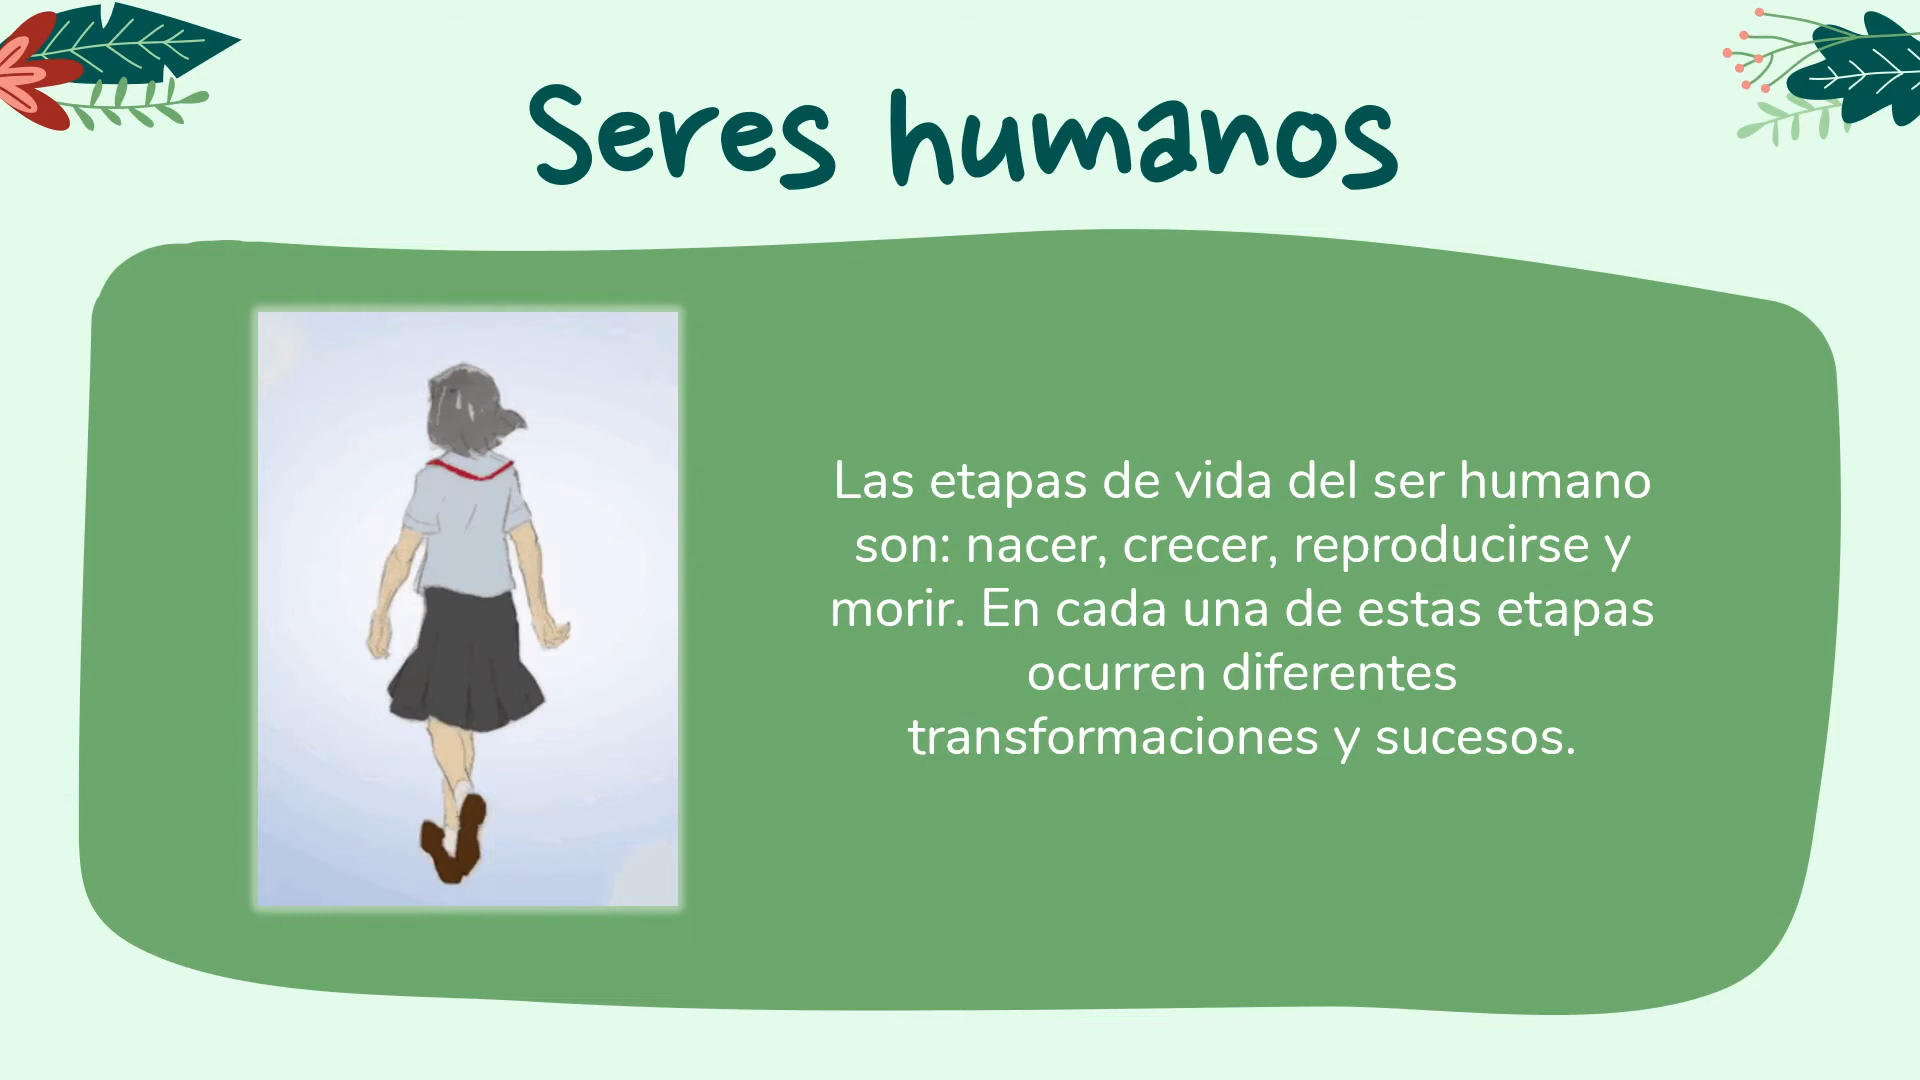 Seres humanos
Las etapas de vida del ser humano
son: nacer, crecer, reproducirse y
morir. En cada una de estas etapas
ocurren diferentes
transformaciones y sucesos.